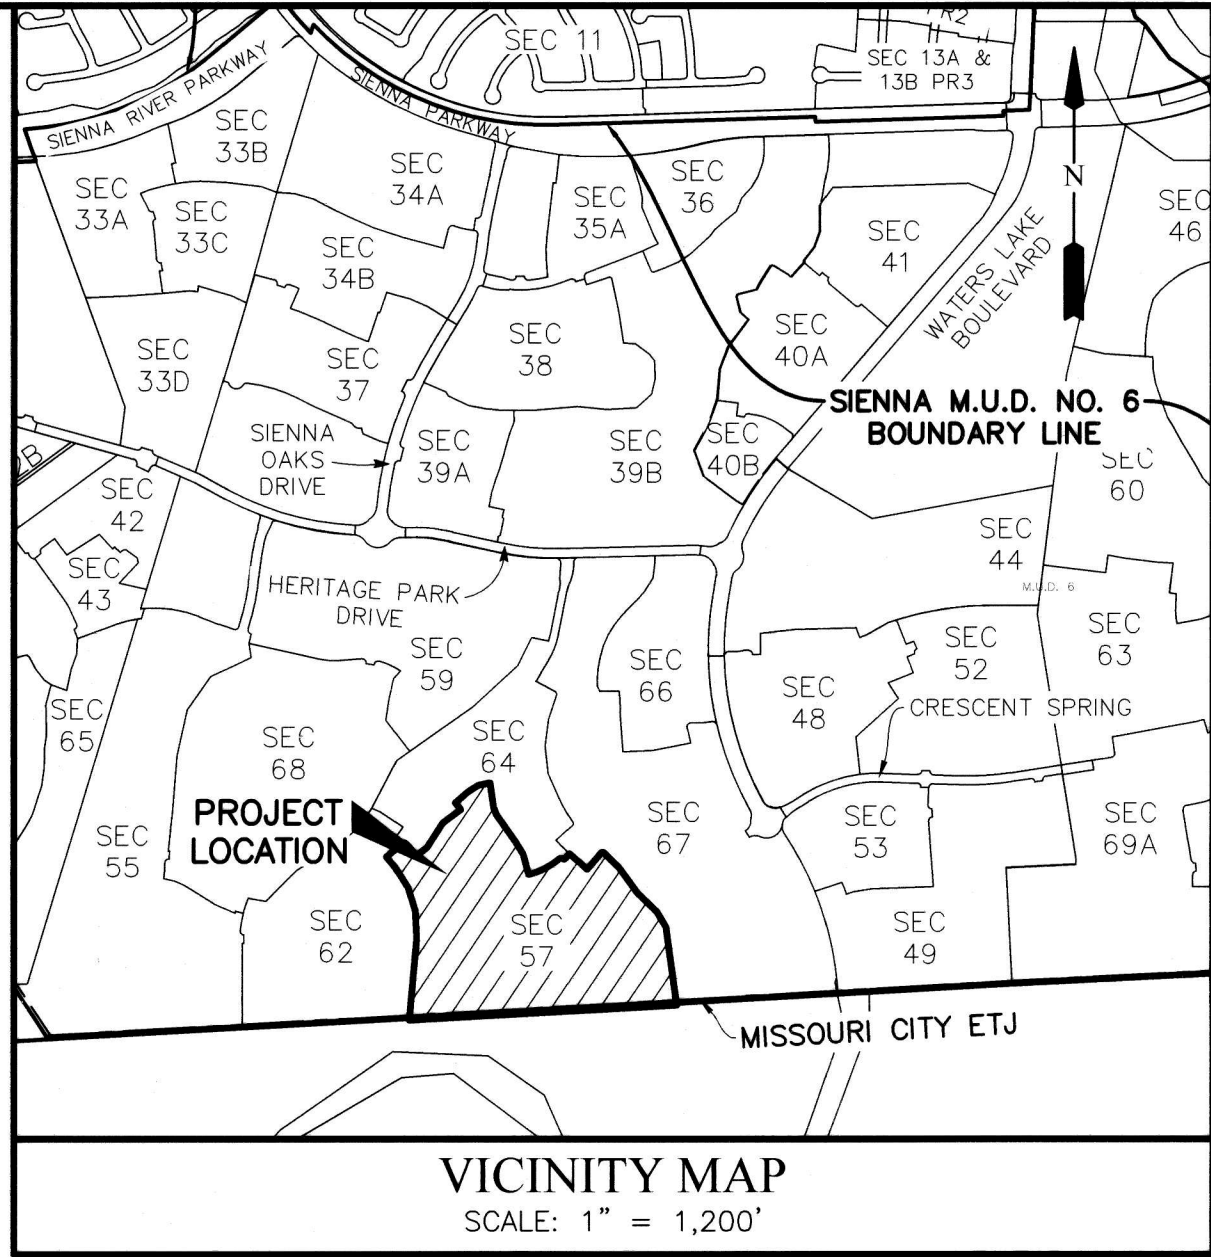 SEC 11
PR2
SEC 13A &
13B PR3
SIENNA RIVER PARKWAY
SIENNA PARKWAY
SEC
33B
SEC
34A
SEC
33A
SEC
33C
SEC
34B
SEC
35A
SEC
36
SEC
41
N
SEC
46
WATERS LAKE
BOULEVARD
SEC
33D
SEC
37
SEC
38
SEC
40A
SIENNA M.U.D. NO. 6
BOUNDARY LINE
SIENNA
OAKS
DRIVE
SEC
39A
SEC
39B
SEC
40B
SEC
60
SEC
42
SEC
43
SEC
44
M.U.D. 6
HERITAGE PARK
DRIVE
SEC
59
SEC
66
SEC
52
SEC
63
SEC
65
SEC
68
SEC
64
SEC
48
CRESCENT SPRING
PROJECT
LOCATION
SEC
55
SEC
67
SEC
53
SEC
69A
SEC
62
SEC
57
SEC
49
MISSOURI CITY ETJ
VICINITY MAP
SCALE: 1" = 1,200'